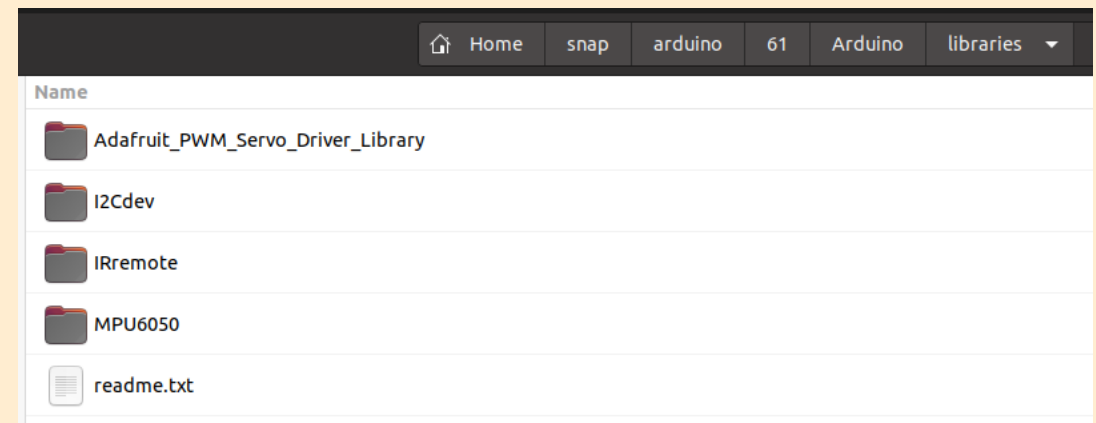 Home snap arduino 61 Arduino libraries
Name
Adafruit_PWM_Servo_Driver_Library
I2Cdev
IRremote
MPU6050
readme.txt